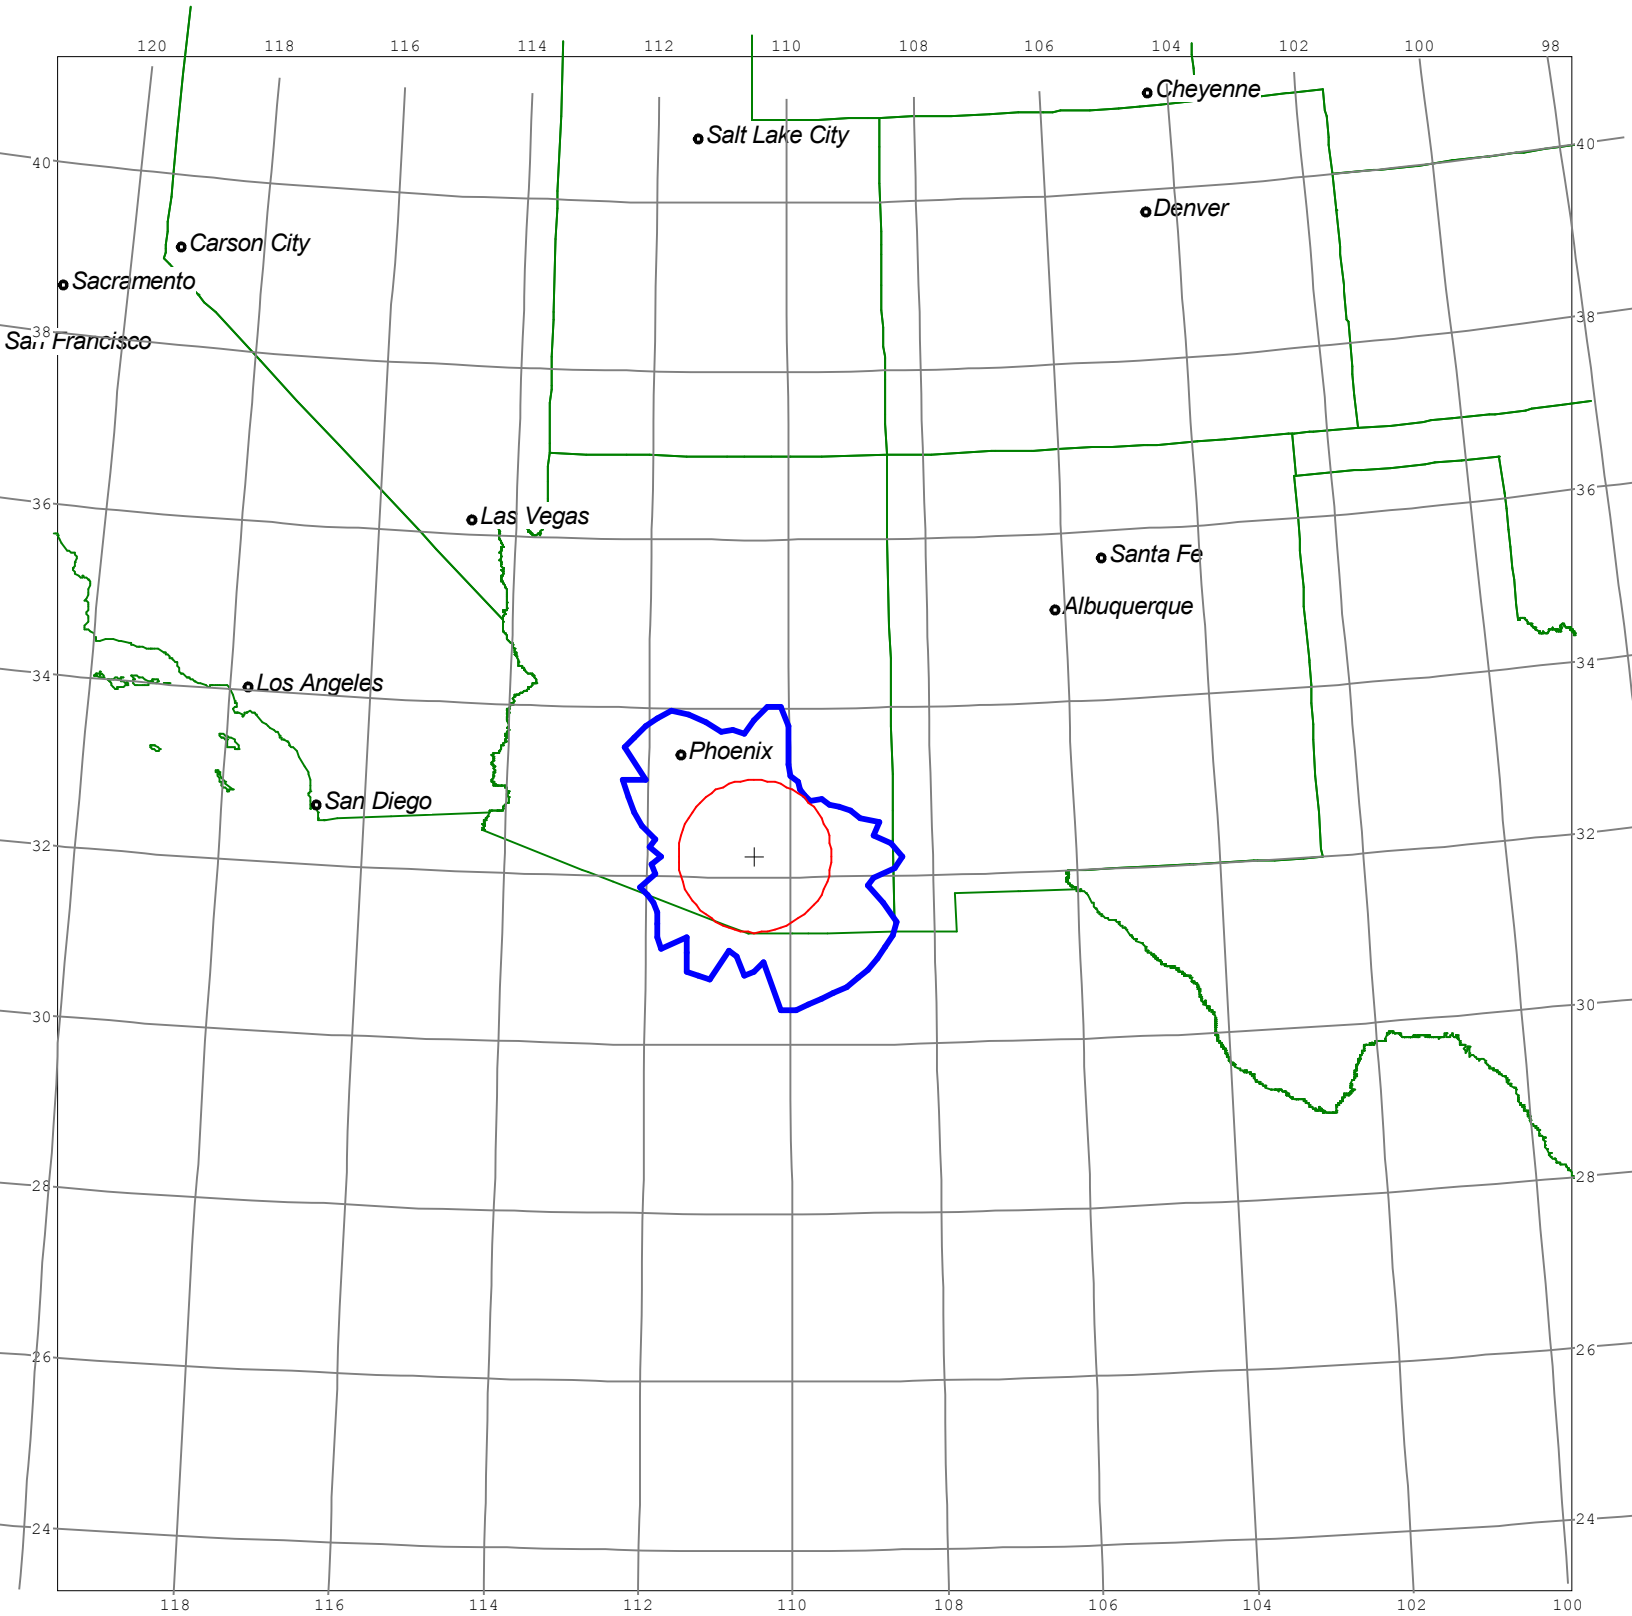 120 118 116 114 112 110 108 106 104 102 100 98
Cheyenne
Salt Lake City
40 40
Denver
Carson City
Sacramento
38 38
San Francisco
36 36
Las Vegas
Santa Fe
Albuquerque
34 34
Los Angeles
Phoenix
San Diego
32 32
30 30
28 28
26 26
24 24
118 116 114 112 110 108 106 104 102 100